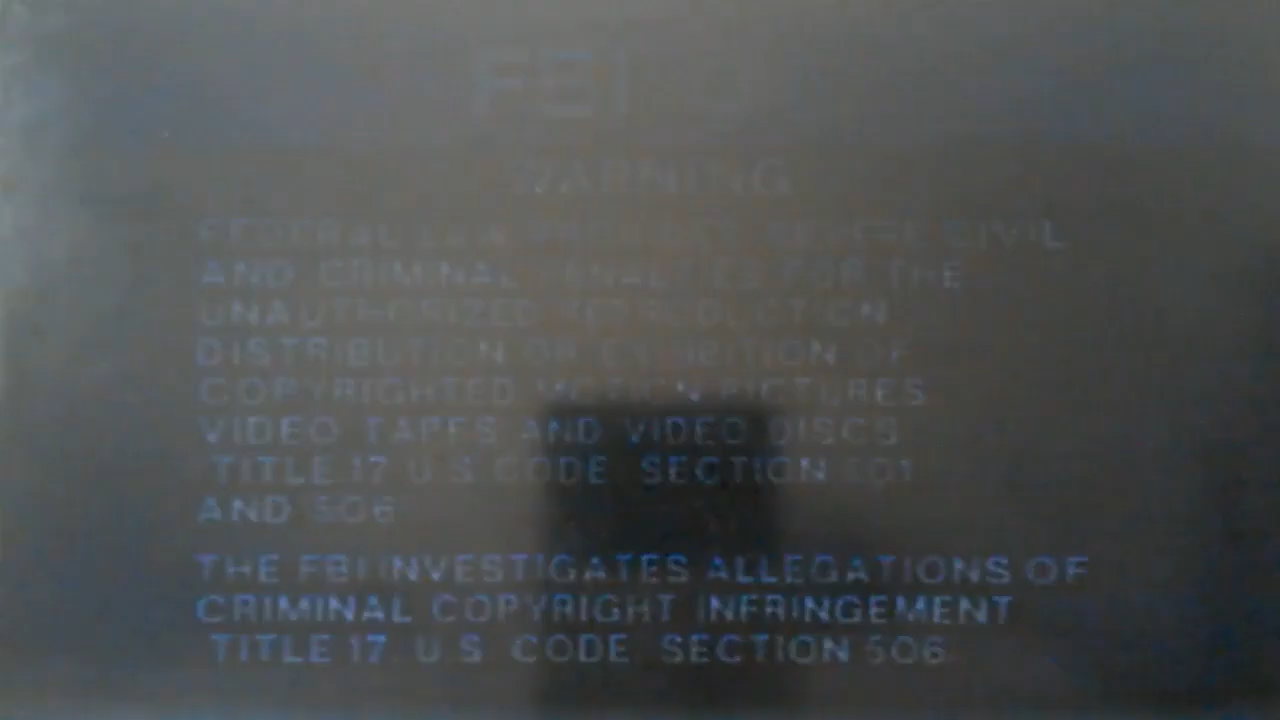 FBI
WARNING
FEDERAL LAW PROVIDES SEVERE CIVIL
AND CRIMINAL PENALTIES FOR THE
UNAUTHORIZED REPRODUCTION
DISTRIBUTION OR EXHIBITION OF
COPYRIGHTED MOTION PICTURES
VIDEO TAPES AND VIDEO DISCS
TITLE 17 U S CODE SECTION 501
AND 506
THE FBI INVESTIGATES ALLEGATIONS OF
CRIMINAL COPYRIGHT INFRINGEMENT
TITLE 17 U S CODE SECTION 506